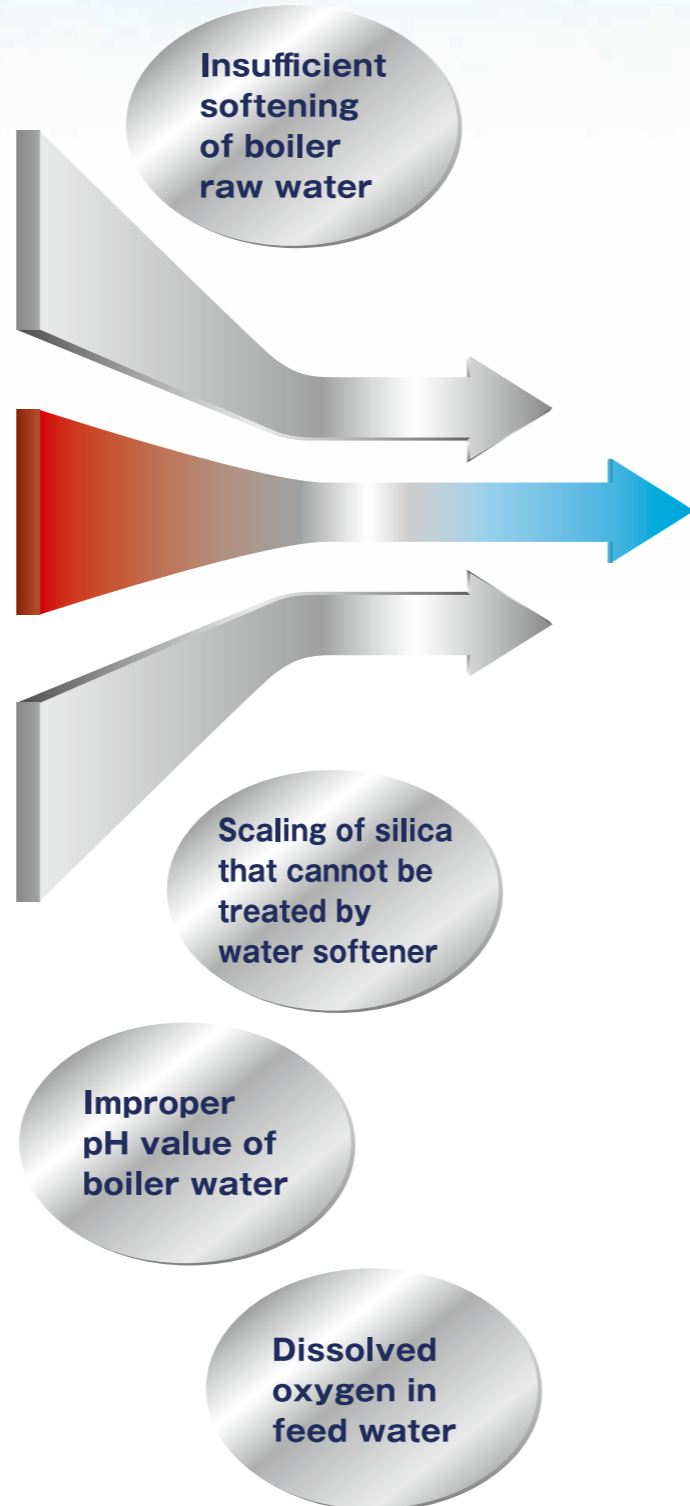 Insufficient
softening
of boiler
raw water
Scaling of silica
that cannot be
treated by
water softener
Improper
pH value of
boiler water
Dissolved
oxygen in
feed water